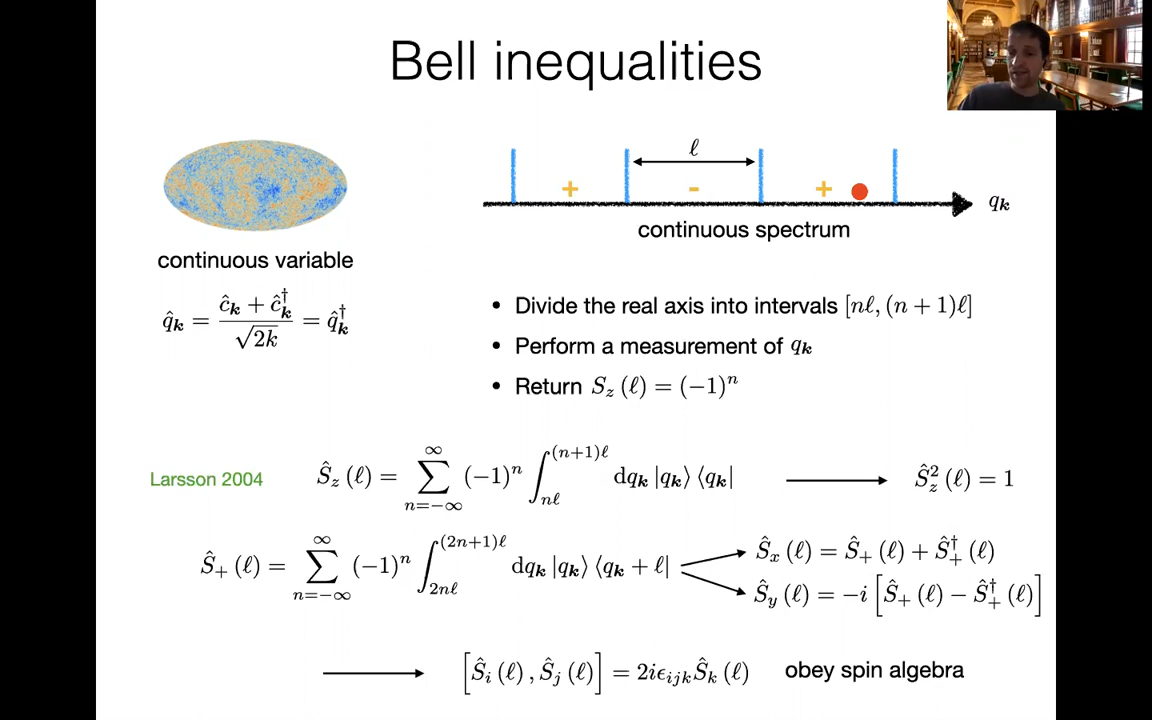 Bell inequalities
ℓ
+ - +
q_𝒌
continuous spectrum
continuous variable
q̂_𝒌 = (ĉ_𝒌 + ĉ_𝒌^†) / √(2k) = q̂_𝒌^†
• Divide the real axis into intervals [nℓ, (n + 1)ℓ]
• Perform a measurement of q_𝒌
• Return S_z (ℓ) = (−1)^n
Larsson 2004
Ŝ_z (ℓ) = ∑_{n=−∞}^{∞} (−1)^n ∫_{nℓ}^{(n+1)ℓ} dq_𝒌 |q_𝒌⟩ ⟨q_𝒌| → Ŝ_z^2 (ℓ) = 1
Ŝ_+ (ℓ) = ∑_{n=−∞}^{∞} (−1)^n ∫_{2nℓ}^{(2n+1)ℓ} dq_𝒌 |q_𝒌⟩ ⟨q_𝒌 + ℓ|
Ŝ_x (ℓ) = Ŝ_+ (ℓ) + Ŝ_+^† (ℓ)
Ŝ_y (ℓ) = −i [Ŝ_+ (ℓ) − Ŝ_+^† (ℓ)]
→ [Ŝ_i (ℓ) , Ŝ_j (ℓ)] = 2iϵ_{ijk}Ŝ_k (ℓ) obey spin algebra